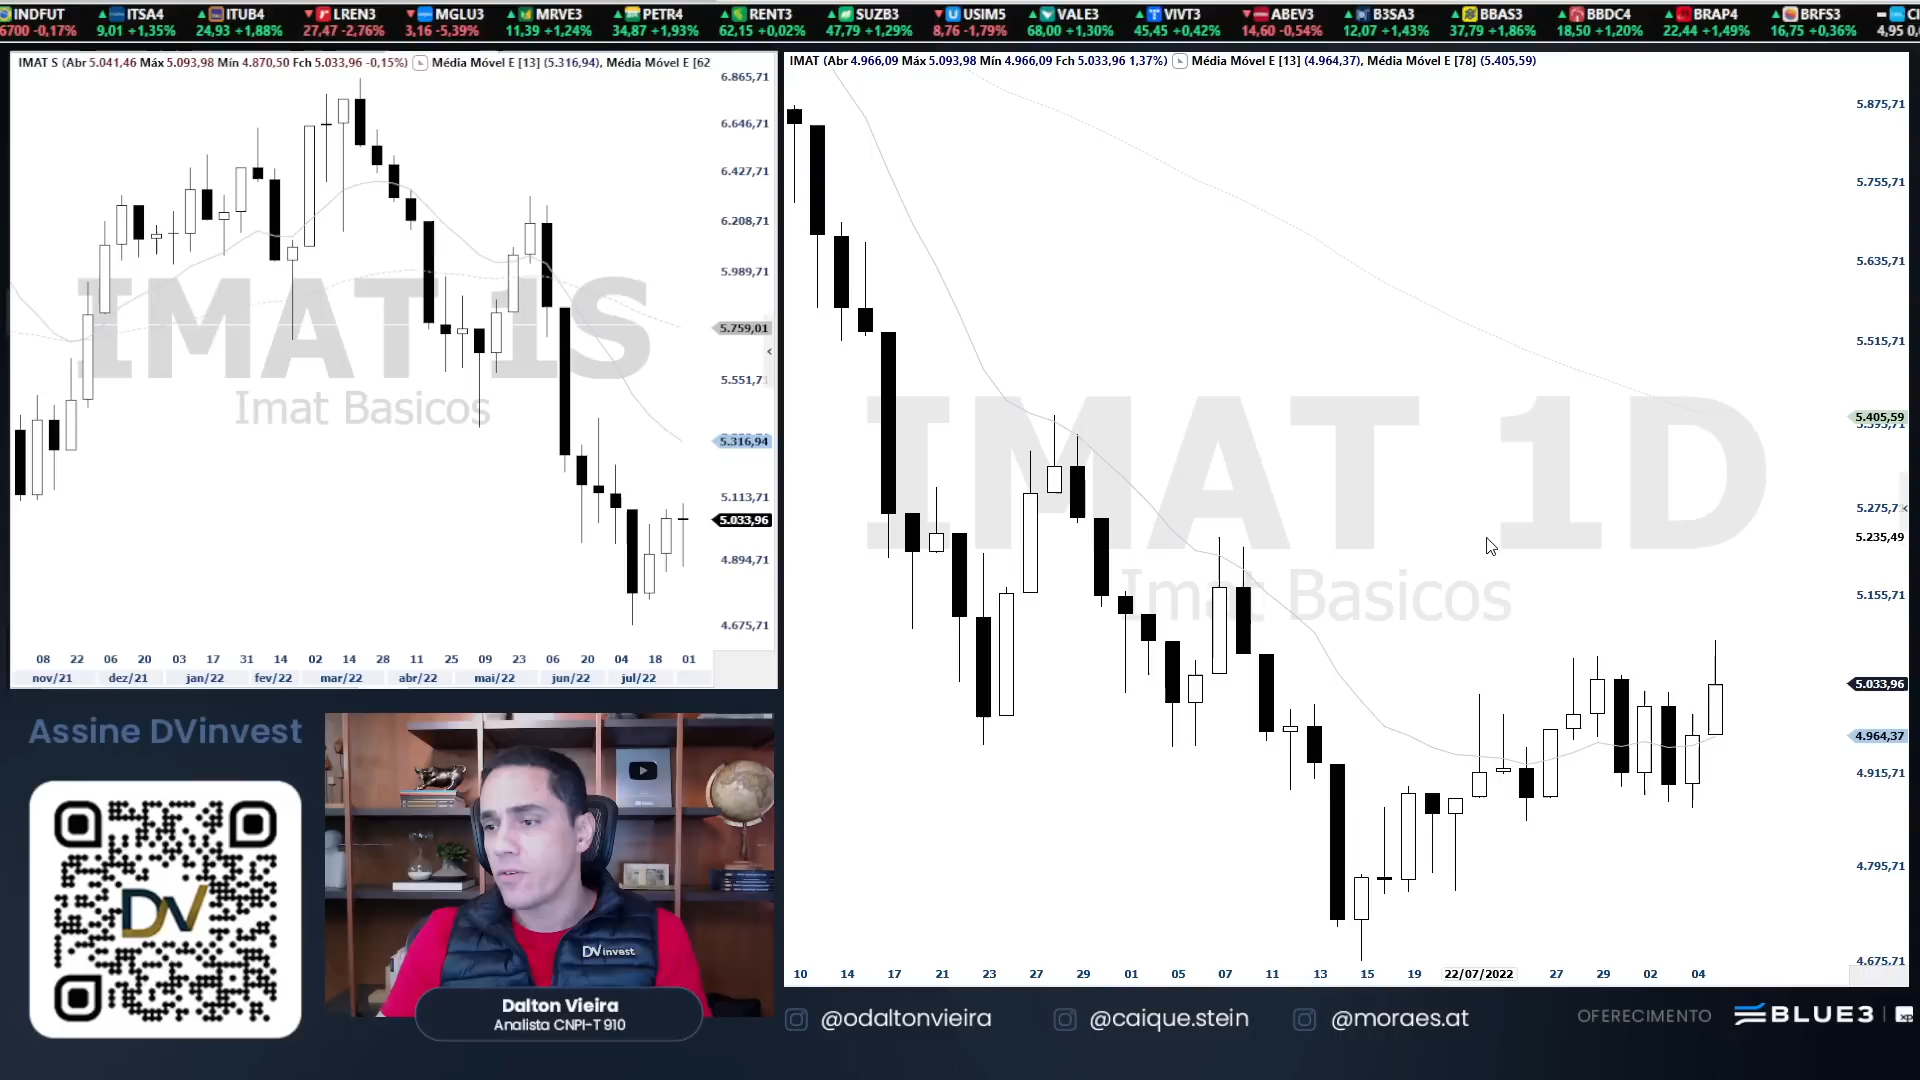 INDFUT ITSA4 ITUB4 LREN3 MGLU3 MRVE3 PETR4 RENT3 SUZB3 USIM5 VALE3 VIVT3 ABEV3 B3SA3 BBAS3 BBDC4 BRAP4 BRFS3
6700 -0,17% 9,01 +1,35% 24,93 +1,88% 27,47 -2,76% 3,16 -5,39% 11,39 +1,24% 34,87 +1,93% 62,15 +0,02% 47,79 +1,29% 8,76 -1,79% 68,00 +1,30% 45,45 +0,42% 14,60 -0,54% 12,07 +1,43% 37,79 +1,86% 18,50 +1,20% 22,44 +1,49% 16,75 +0,36% 4,95
IMAT S (Abr 5.041,46 Máx 5.093,98 Mín 4.870,50 Fch 5.033,96 -0,15%) Média Móvel E [13] (5.316,94), Média Móvel E [62
6.865,71
6.646,71
6.427,71
6.208,71
5.989,71
5.759,01
5.551,7
5.316,94
5.113,71
5.033,96
4.894,71
4.675,71
IMAT 1S
Imat Basicos
08 22 06 20 03 17 31 14 02 14 28 11 25 09 23 06 20 04 18 01
nov/21 dez/21 jan/22 fev/22 mar/22 abr/22 mai/22 jun/22 jul/22
IMAT (Abr 4.966,09 Máx 5.093,98 Mín 4.966,09 Fch 5.033,96 1,37%) Média Móvel E [13] (4.964,37), Média Móvel E [78] (5.405,59)
5.875,71
5.755,71
5.635,71
5.515,71
5.405,59
5.395,71
5.275,7
5.235,49
5.155,71
5.033,96
4.964,37
4.915,71
4.795,71
4.675,71
IMAT 1D
Imat Basicos
10 14 17 21 23 27 29 01 05 07 11 13 15 19 22/07/2022 27 29 02 04
Assine DVinvest
DV
DVinvest
Dalton Vieira
Analista CNPI-T 910
@odaltonvieira @caique.stein @moraes.at
OFERECIMENTO BLUE3 xp